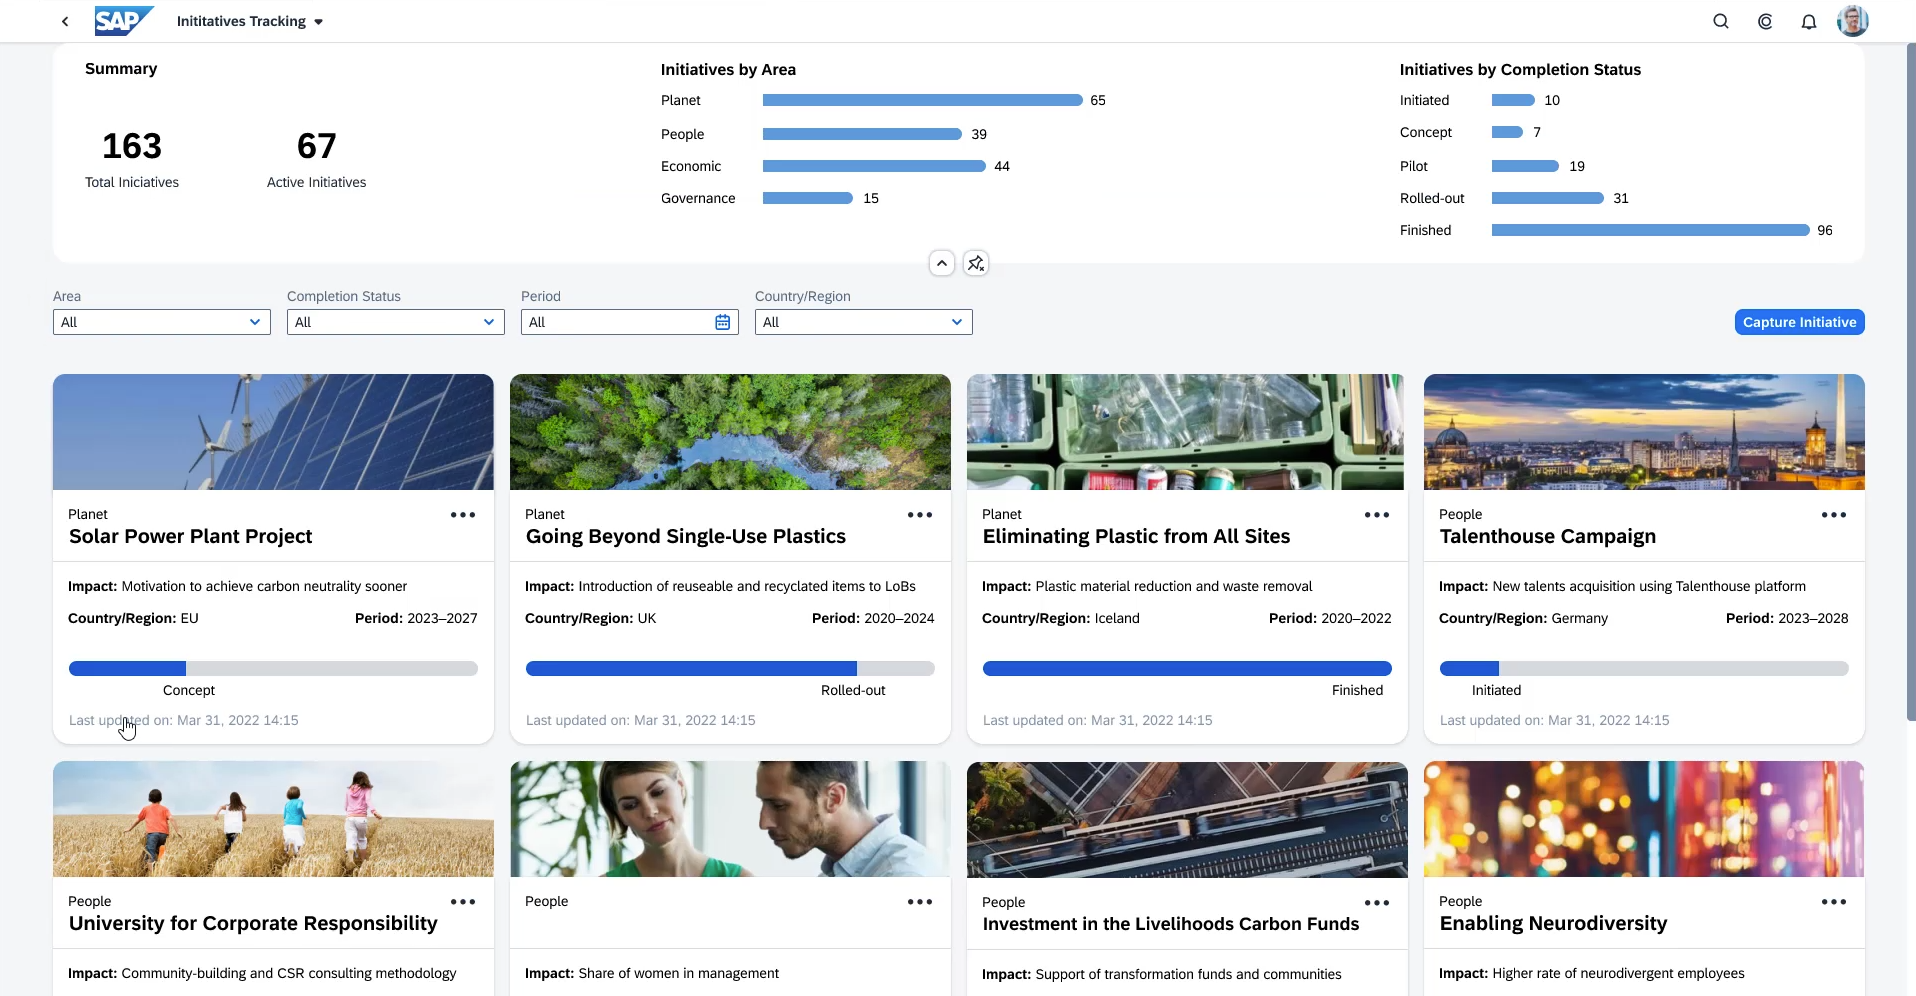 SAP
Inititatives Tracking
Summary
163
Total Iniciatives
67
Active Initiatives
Initiatives by Area
Planet 65
People 39
Economic 44
Governance 15
Initiatives by Completion Status
Initiated 10
Concept 7
Pilot 19
Rolled-out 31
Finished 96
Area
All
Completion Status
All
Period
All
Country/Region
All
Capture Initiative
Planet
Solar Power Plant Project
Impact: Motivation to achieve carbon neutrality sooner
Country/Region: EU Period: 2023–2027
Concept
Last updated on: Mar 31, 2022 14:15
Planet
Going Beyond Single-Use Plastics
Impact: Introduction of reuseable and recyclated items to LoBs
Country/Region: UK Period: 2020–2024
Rolled-out
Last updated on: Mar 31, 2022 14:15
Planet
Eliminating Plastic from All Sites
Impact: Plastic material reduction and waste removal
Country/Region: Iceland Period: 2020–2022
Finished
Last updated on: Mar 31, 2022 14:15
People
Talenthouse Campaign
Impact: New talents acquisition using Talenthouse platform
Country/Region: Germany Period: 2023–2028
Initiated
Last updated on: Mar 31, 2022 14:15
People
University for Corporate Responsibility
Impact: Community-building and CSR consulting methodology
People
Impact: Share of women in management
People
Investment in the Livelihoods Carbon Funds
Impact: Support of transformation funds and communities
People
Enabling Neurodiversity
Impact: Higher rate of neurodivergent employees